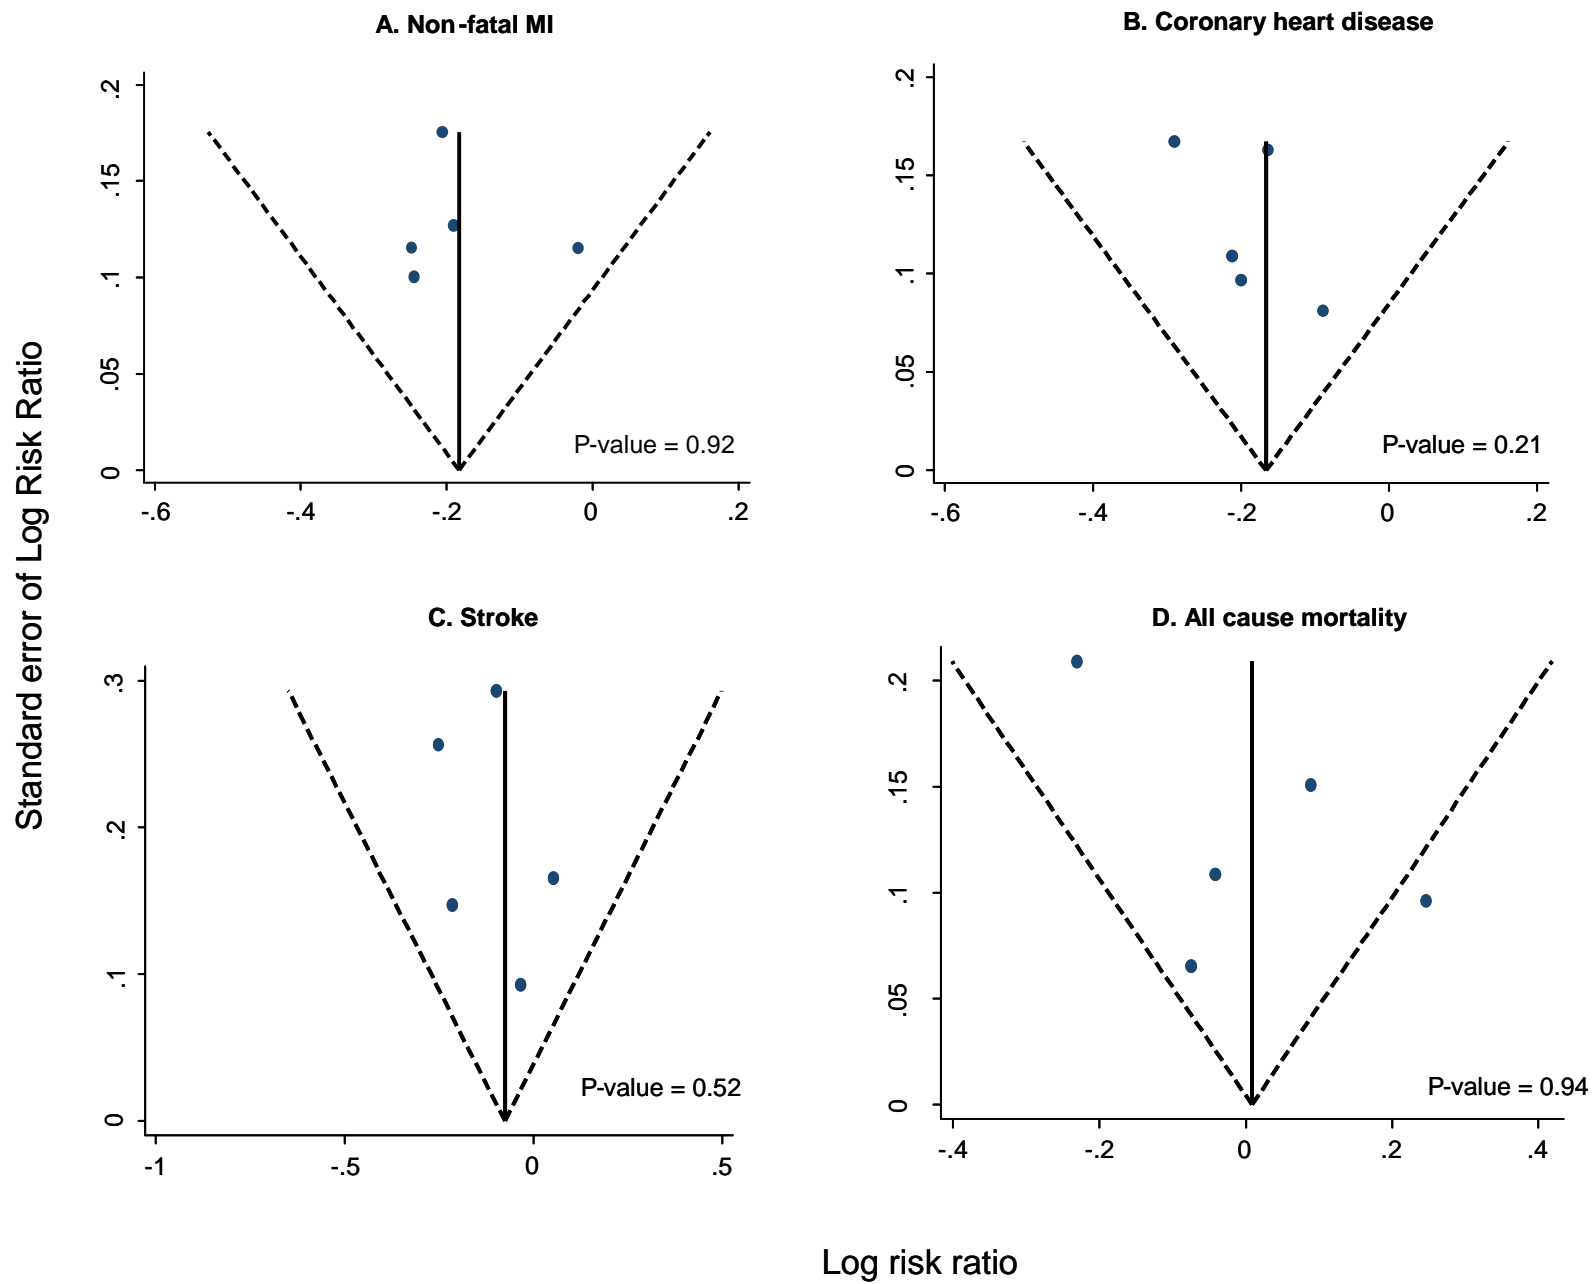 A. Non-fatal MI
.2
.15
.1
.05
0
-.6 -.4 -.2 0 .2
P-value = 0.92
B. Coronary heart disease
.2
.15
.1
.05
0
-.6 -.4 -.2 0 .2
P-value = 0.21
Standard error of Log Risk Ratio
C. Stroke
.3
.2
.1
0
-1 -.5 0 .5
P-value = 0.52
D. All cause mortality
.2
.15
.1
.05
0
-.4 -.2 0 .2 .4
P-value = 0.94
Log risk ratio